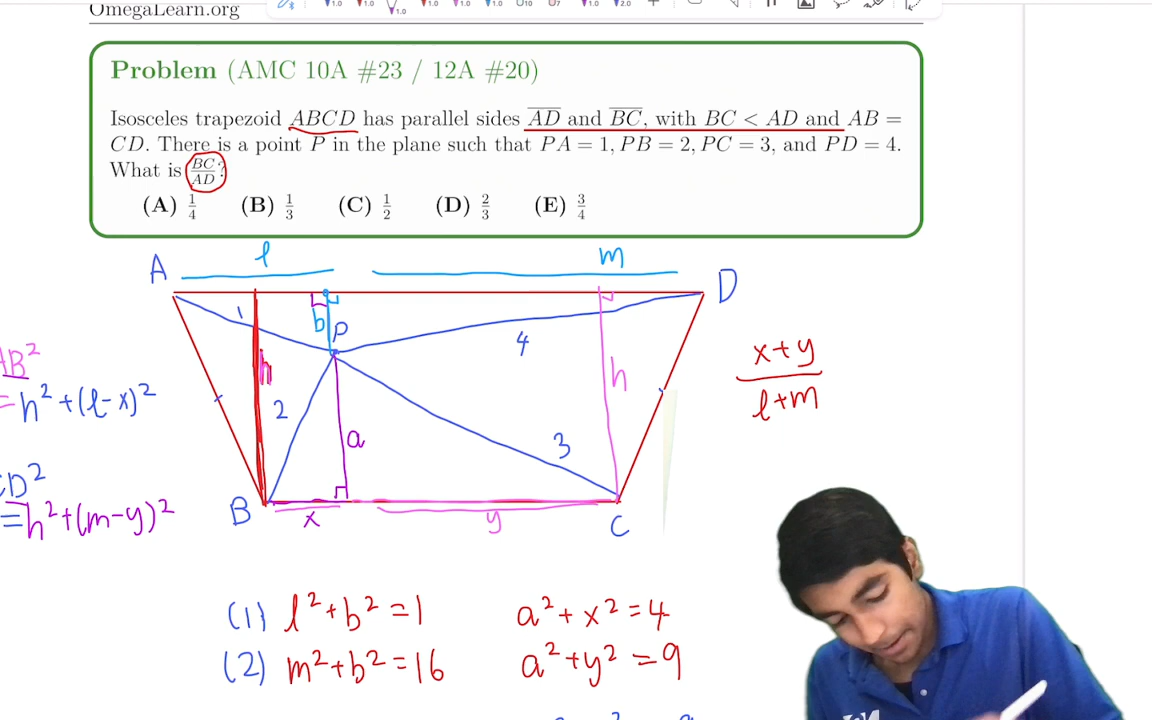 OmegaLearn.org
Problem (AMC 10A #23 / 12A #20)
Isosceles trapezoid ABCD has parallel sides A̅D̅ and B̅C̅, with BC < AD and AB =
CD. There is a point P in the plane such that PA = 1, PB = 2, PC = 3, and PD = 4.
What is BC/AD?
(A) 1/4 (B) 1/3 (C) 1/2 (D) 2/3 (E) 3/4
l m
A D
1 b P
4
h h
2 a 3
B C
x y
x+y
l+m
AB²
= h²+(l-x)²
CD²
= h²+(m-y)²
(1) l²+b²=1 a²+x²=4
(2) m²+b²=16 a²+y²=9